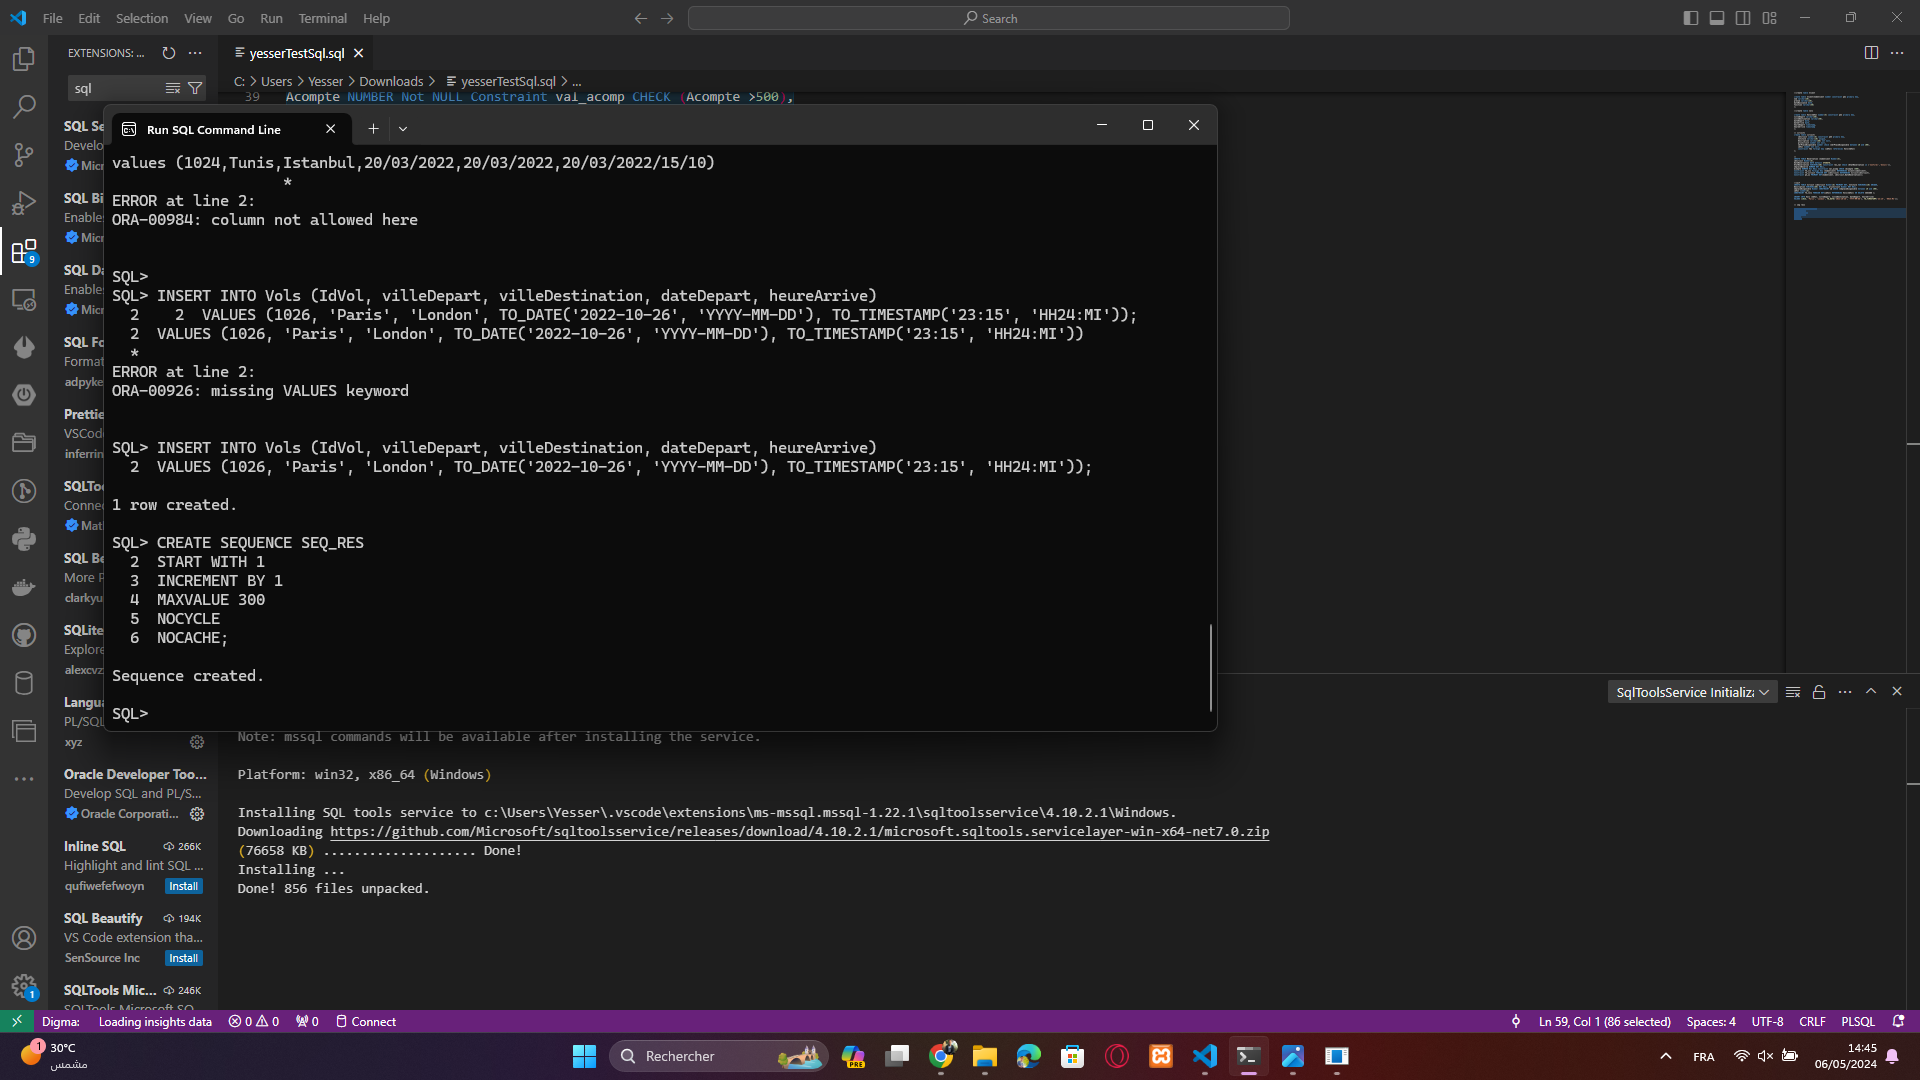 File Edit Selection View Go Run Terminal Help
Search
EXTENSIONS: ...
yesserTestSql.sql
sql
C: > Users > Yesser > Downloads > yesserTestSql.sql > ...
39 Acompte NUMBER Not NULL Constraint val_acomp CHECK (Acompte >500),
Run SQL Command Line
values (1024,Tunis,Istanbul,20/03/2022,20/03/2022,20/03/2022/15/10)
*
ERROR at line 2:
ORA-00984: column not allowed here
SQL>
SQL> INSERT INTO Vols (IdVol, villeDepart, villeDestination, dateDepart, heureArrive)
2 2 VALUES (1026, 'Paris', 'London', TO_DATE('2022-10-26', 'YYYY-MM-DD'), TO_TIMESTAMP('23:15', 'HH24:MI'));
2 VALUES (1026, 'Paris', 'London', TO_DATE('2022-10-26', 'YYYY-MM-DD'), TO_TIMESTAMP('23:15', 'HH24:MI'))
*
ERROR at line 2:
ORA-00926: missing VALUES keyword
SQL> INSERT INTO Vols (IdVol, villeDepart, villeDestination, dateDepart, heureArrive)
2 VALUES (1026, 'Paris', 'London', TO_DATE('2022-10-26', 'YYYY-MM-DD'), TO_TIMESTAMP('23:15', 'HH24:MI'));
1 row created.
SQL> CREATE SEQUENCE SEQ_RES
2 START WITH 1
3 INCREMENT BY 1
4 MAXVALUE 300
5 NOCYCLE
6 NOCACHE;
Sequence created.
SQL>
SQL Se
Develo
Micr
SQL Bi
Enable
Micr
SQL Da
Enable
Micr
SQL Fo
Format
adpyke
Prettie
VSCod
inferrin
SQLToo
Connec
Mat
SQL Be
More P
clarkyu
SQLite
Explore
alexcvz
Langua
PL/SQL
xyz
Oracle Developer Too...
Develop SQL and PL/S...
Oracle Corporati...
Inline SQL 266K
Highlight and lint SQL ...
qufiwefefwoyn Install
SQL Beautify 194K
VS Code extension tha...
SenSource Inc Install
SQLTools Mic... 246K
SQLTools Microsoft SQ
9
1
SqlToolsService Initializa
Note: mssql commands will be available after installing the service.
Platform: win32, x86_64 (Windows)
Installing SQL tools service to c:\Users\Yesser\.vscode\extensions\ms-mssql.mssql-1.22.1\sqltoolsservice\4.10.2.1\Windows.
Downloading https://github.com/Microsoft/sqltoolsservice/releases/download/4.10.2.1/microsoft.sqltools.servicelayer-win-x64-net7.0.zip
(76658 KB) .................... Done!
Installing ...
Done! 856 files unpacked.
Digma: Loading insights data 0 0 0 Connect
Ln 59, Col 1 (86 selected) Spaces: 4 UTF-8 CRLF PLSQL
1
30°C
مشمس
Rechercher
PRE
FRA
14:45
06/05/2024